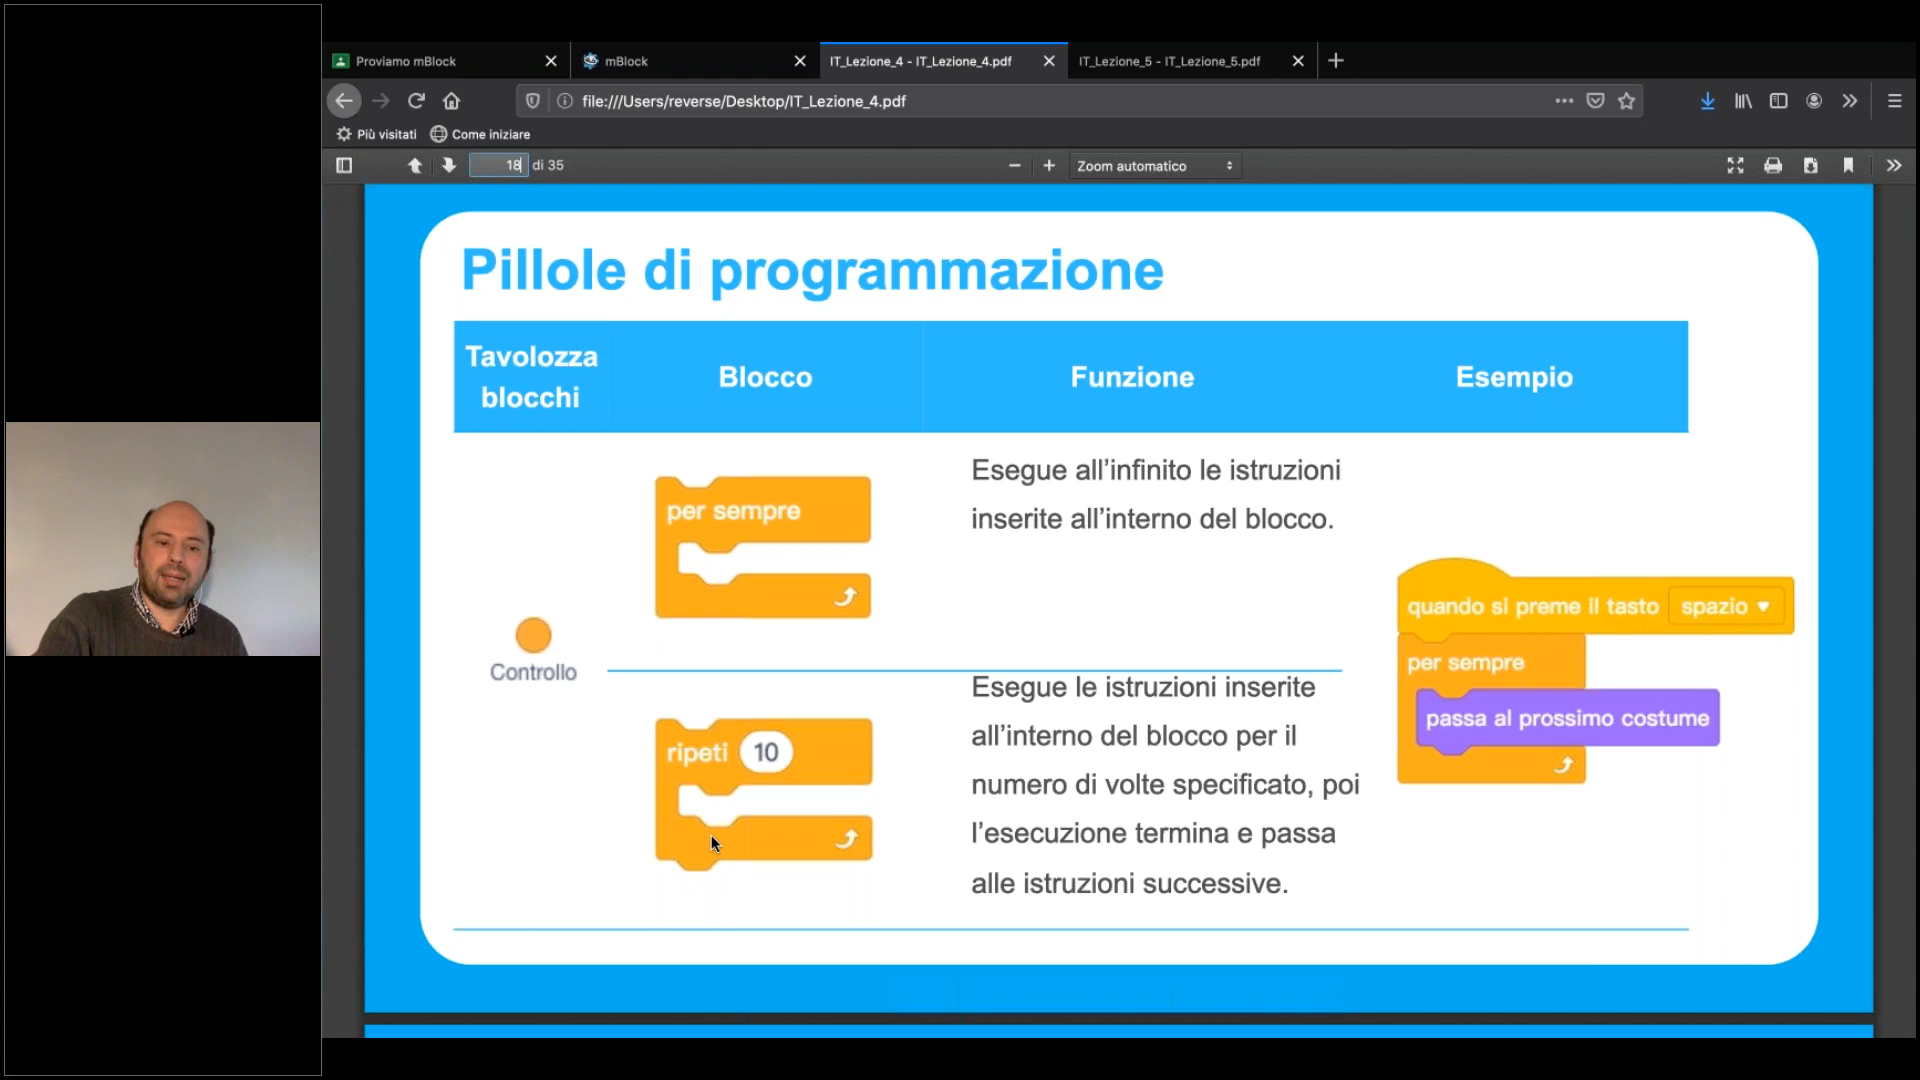 Proviamo mBlock
mBlock
IT_Lezione_4 - IT_Lezione_4.pdf
IT_Lezione_5 - IT_Lezione_5.pdf
file:///Users/reverse/Desktop/IT_Lezione_4.pdf
Più visitati
Come iniziare
18 di 35
Zoom automatico
Pillole di programmazione
Tavolozza
blocchi
Blocco
Funzione
Esempio
Controllo
per sempre
Esegue all’infinito le istruzioni
inserite all’interno del blocco.
ripeti 10
Esegue le istruzioni inserite
all’interno del blocco per il
numero di volte specificato, poi
l’esecuzione termina e passa
alle istruzioni successive.
quando si preme il tasto spazio
per sempre
passa al prossimo costume